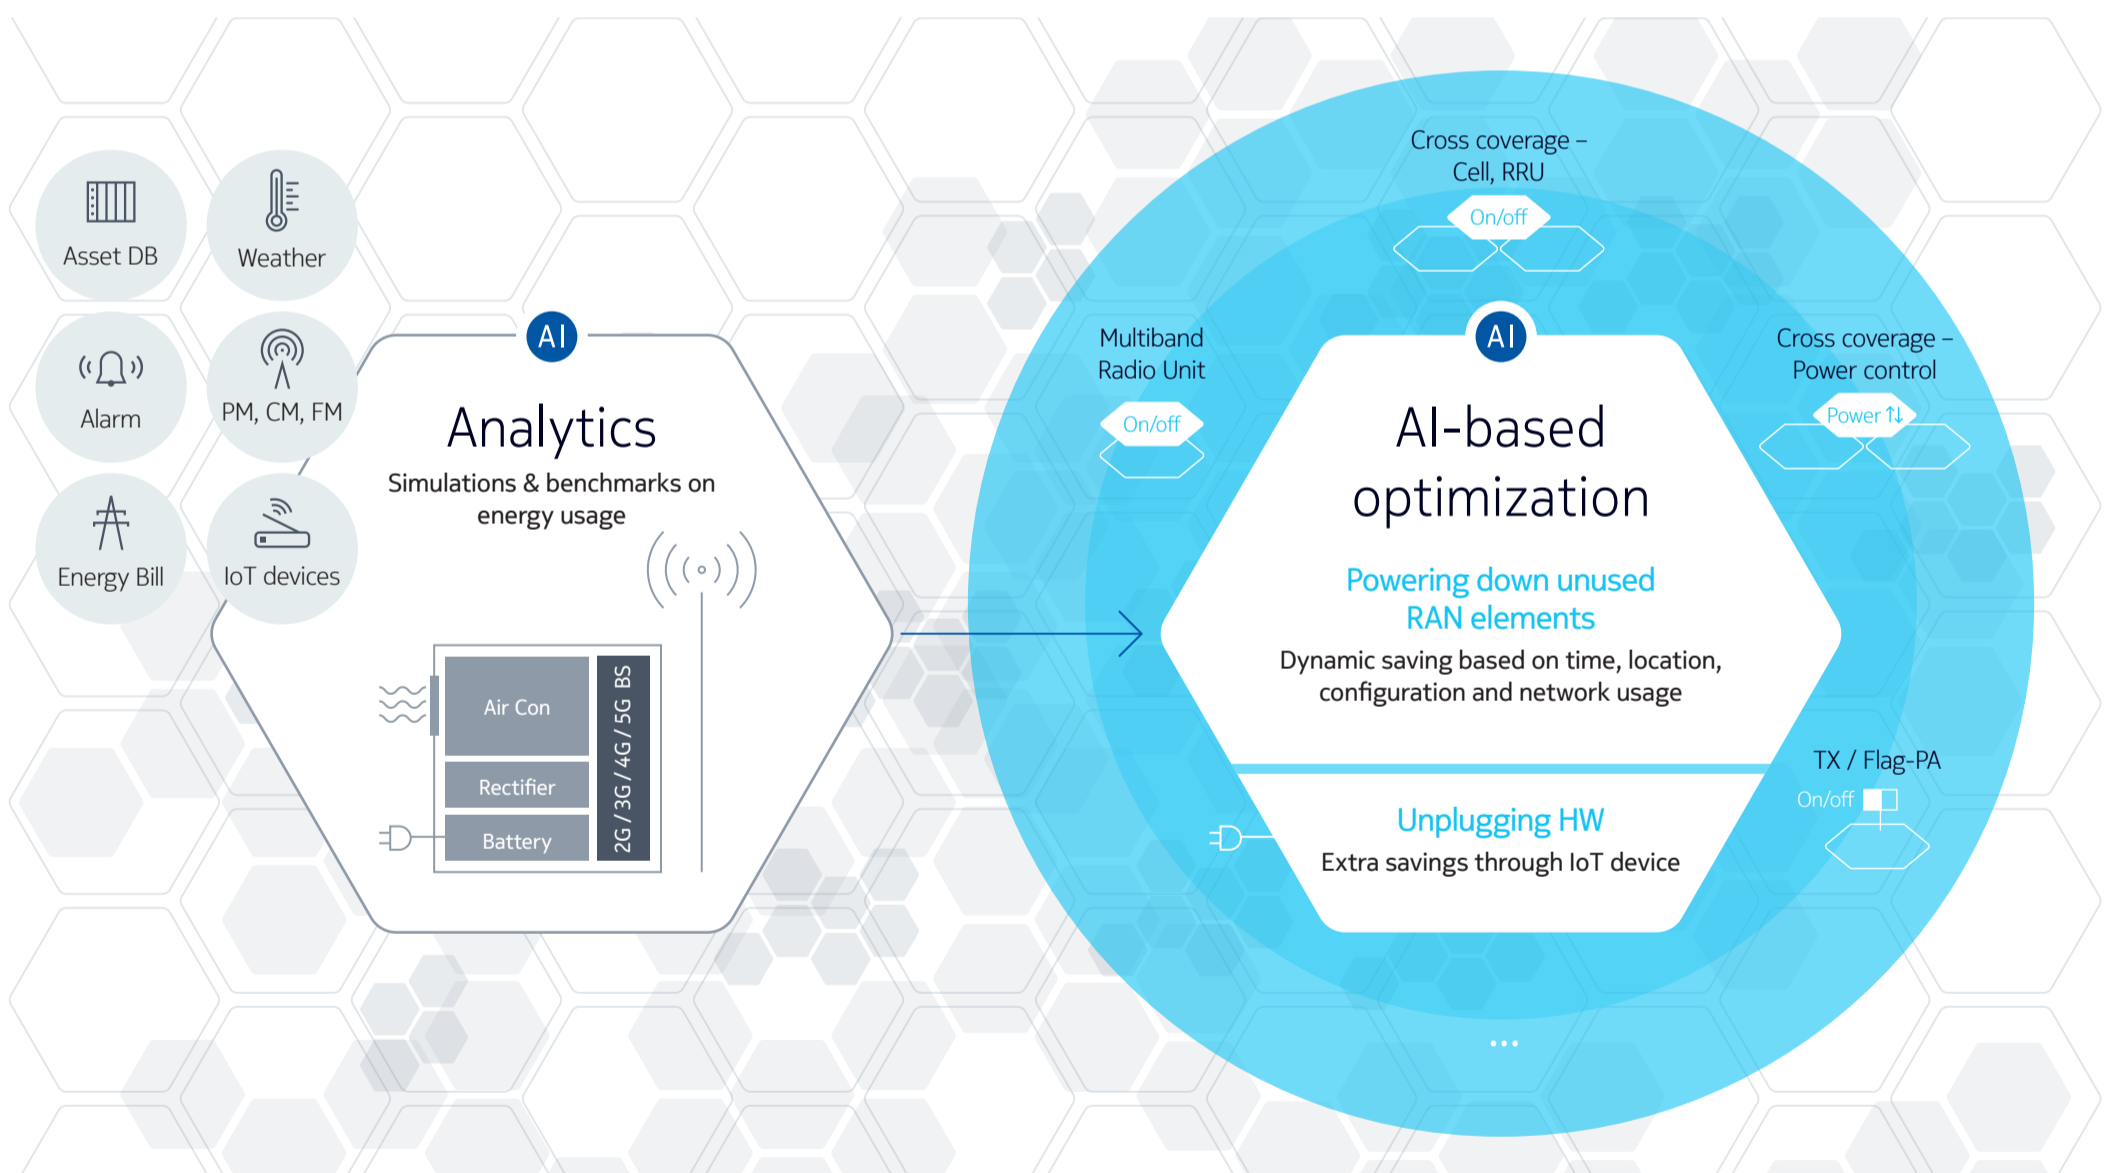 Asset DB
Weather
Alarm
PM, CM, FM
Energy Bill
IoT devices
AI
Analytics
Simulations & benchmarks on
energy usage
Air Con
Rectifier
Battery
2G / 3G / 4G / 5G BS
Cross coverage –
Cell, RRU
On/off
Multiband
Radio Unit
On/off
Cross coverage –
Power control
Power ↑↓
AI
AI-based
optimization
Powering down unused
RAN elements
Dynamic saving based on time, location,
configuration and network usage
Unplugging HW
Extra savings through IoT device
TX / Flag-PA
On/off
...